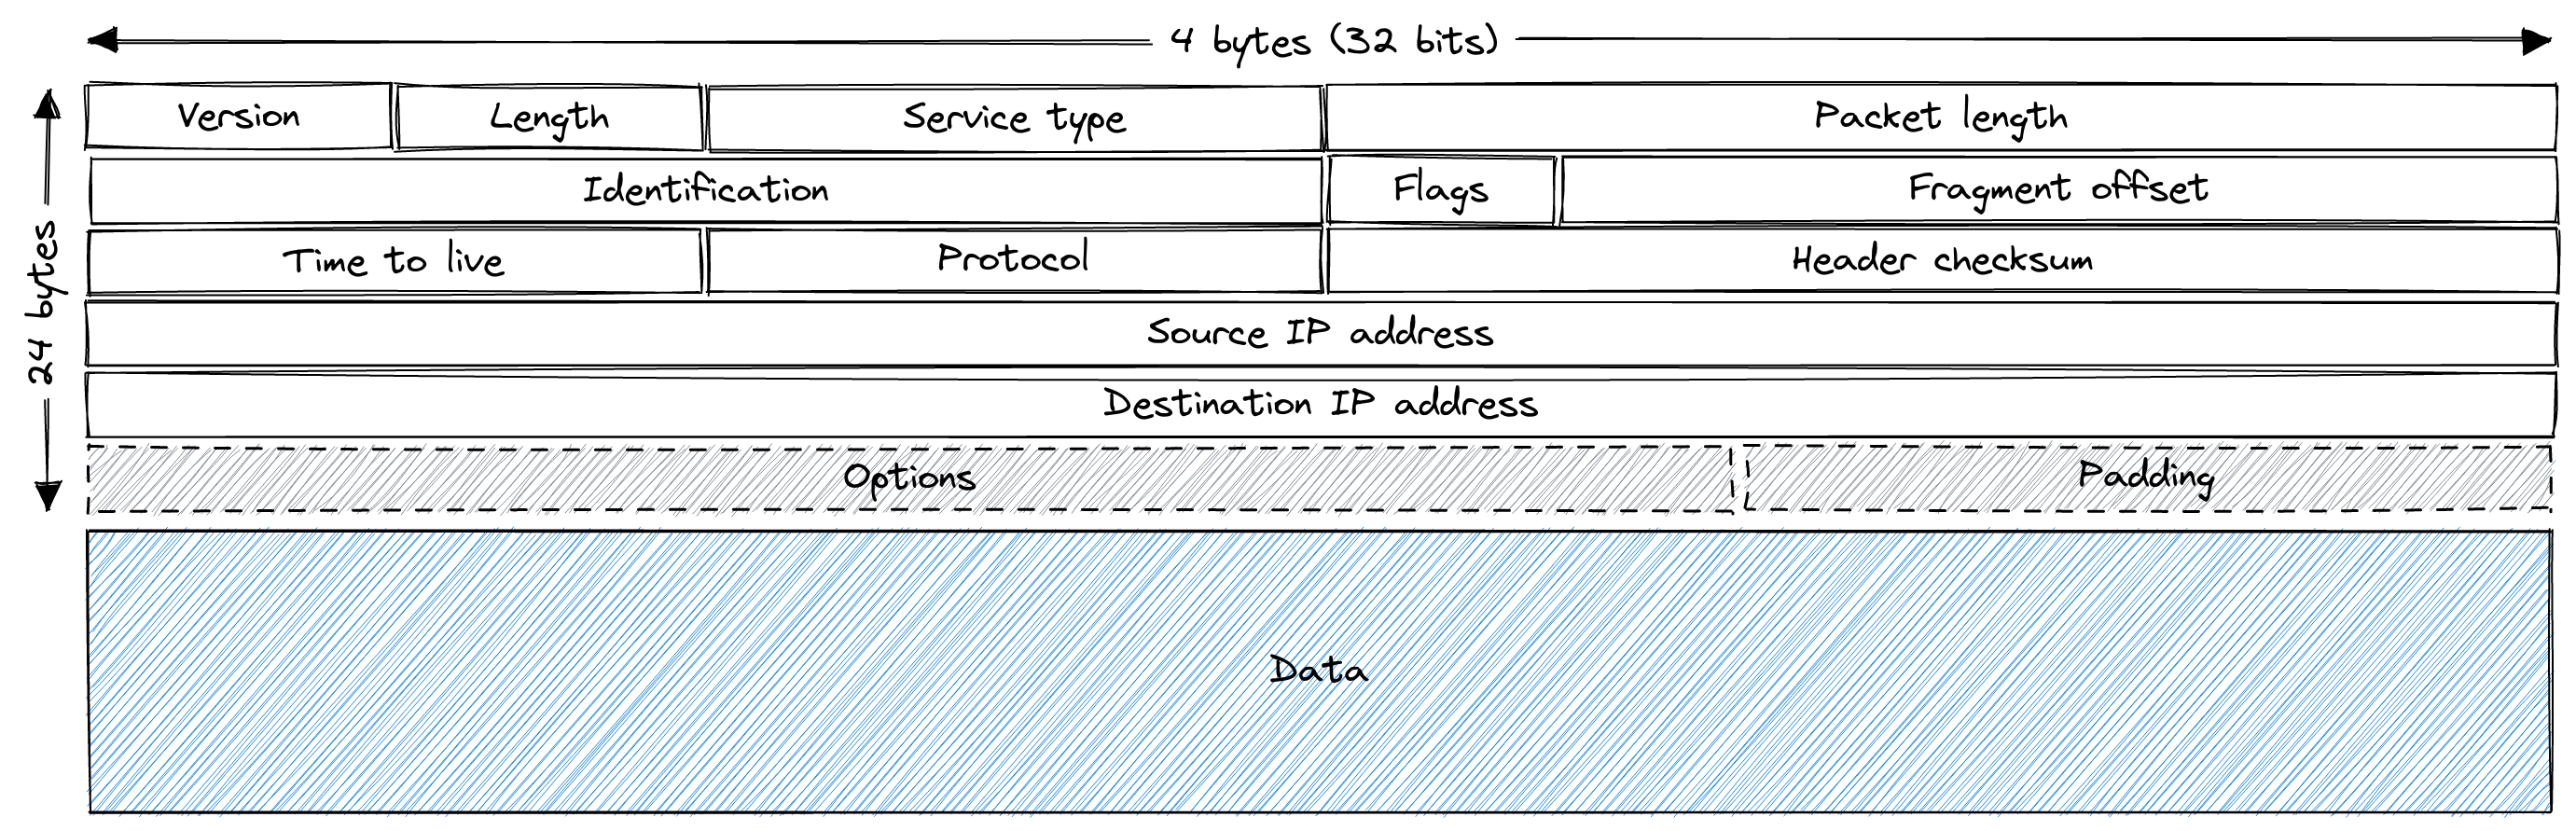 4 bytes (32 bits)
24 bytes
Version Length Service type Packet length
Identification Flags Fragment offset
Time to live Protocol Header checksum
Source IP address
Destination IP address
Options Padding
Data